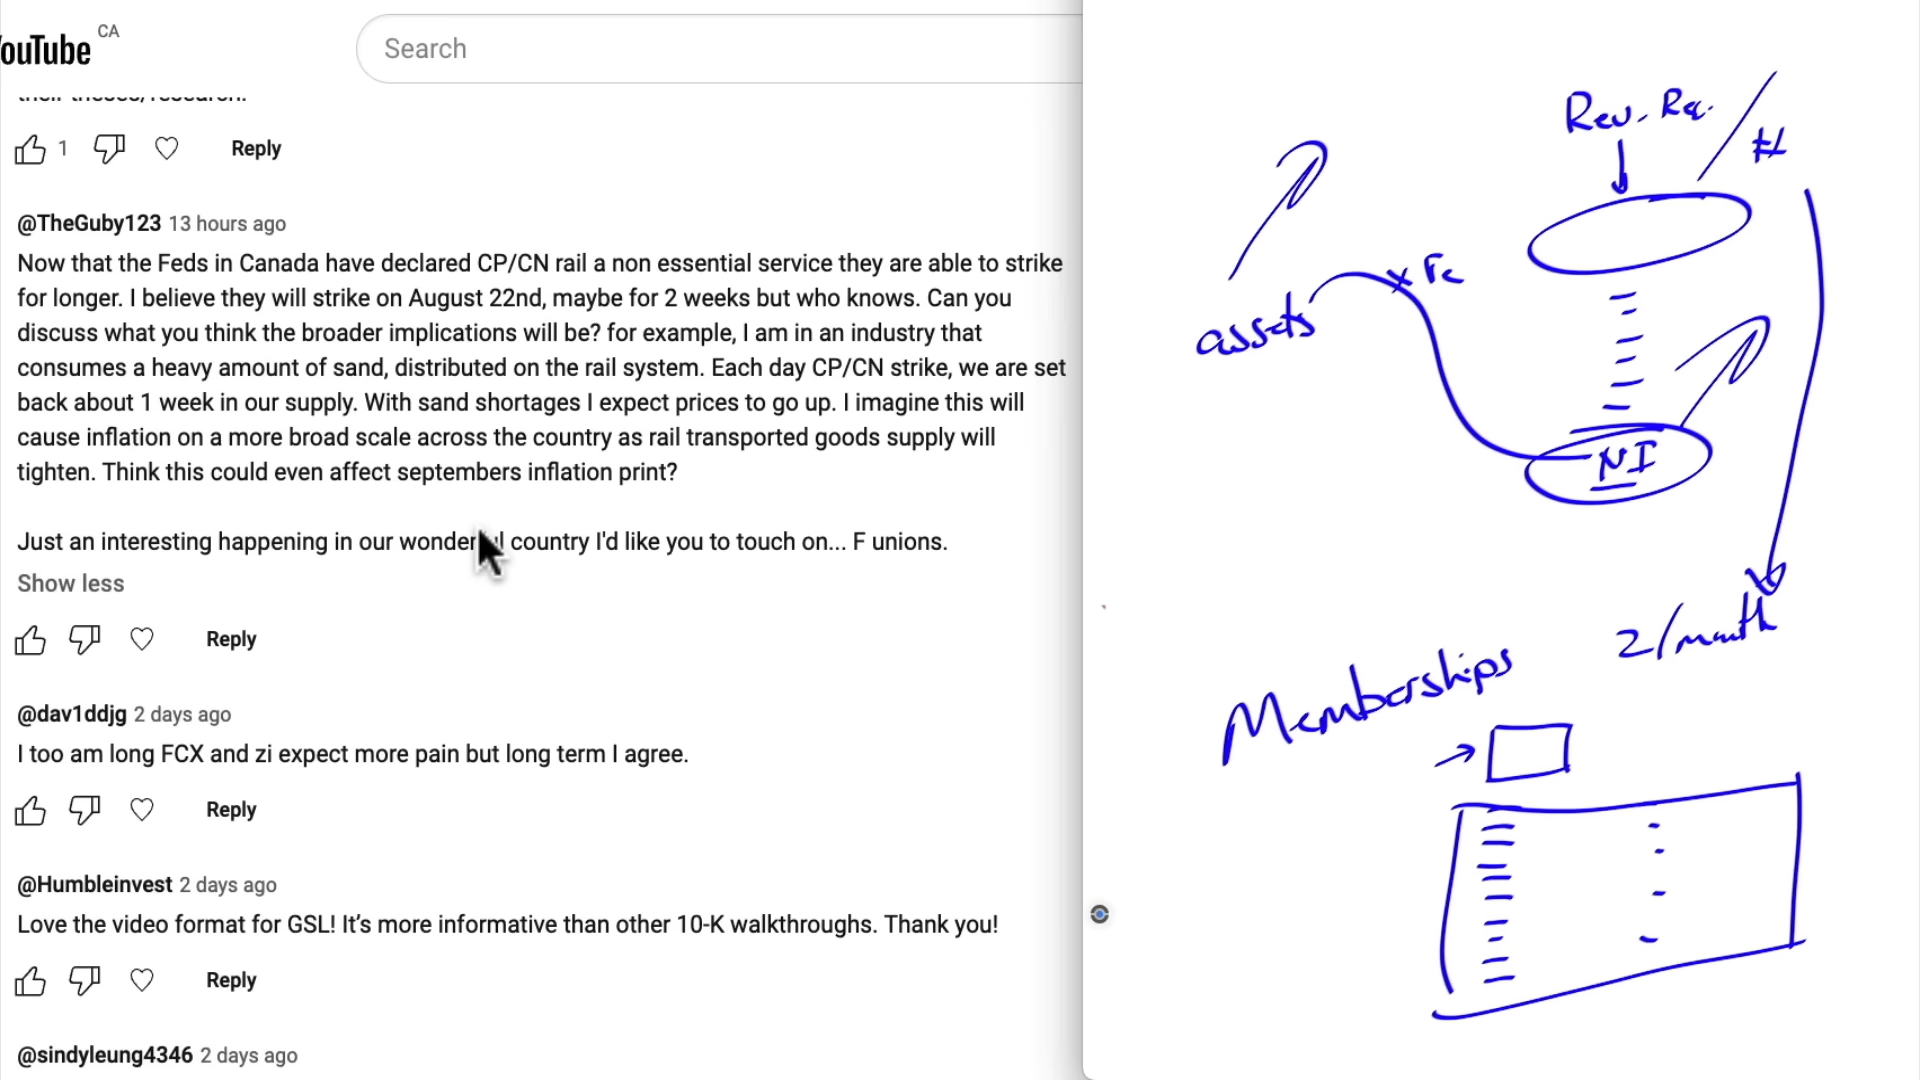 YouTube CA
Search
their theses/research.
1 Reply
@TheGuby123 13 hours ago
Now that the Feds in Canada have declared CP/CN rail a non essential service they are able to strike
for longer. I believe they will strike on August 22nd, maybe for 2 weeks but who knows. Can you
discuss what you think the broader implications will be? for example, I am in an industry that
consumes a heavy amount of sand, distributed on the rail system. Each day CP/CN strike, we are set
back about 1 week in our supply. With sand shortages I expect prices to go up. I imagine this will
cause inflation on a more broad scale across the country as rail transported goods supply will
tighten. Think this could even affect septembers inflation print?
Just an interesting happening in our wonderful country I'd like you to touch on... F unions.
Show less
Reply
@dav1ddjg 2 days ago
I too am long FCX and zi expect more pain but long term I agree.
Reply
@Humbleinvest 2 days ago
Love the video format for GSL! It's more informative than other 10-K walkthroughs. Thank you!
Reply
@sindyleung4346 2 days ago
Rev. Rec.
#
assets
NI
2/month
Memberships